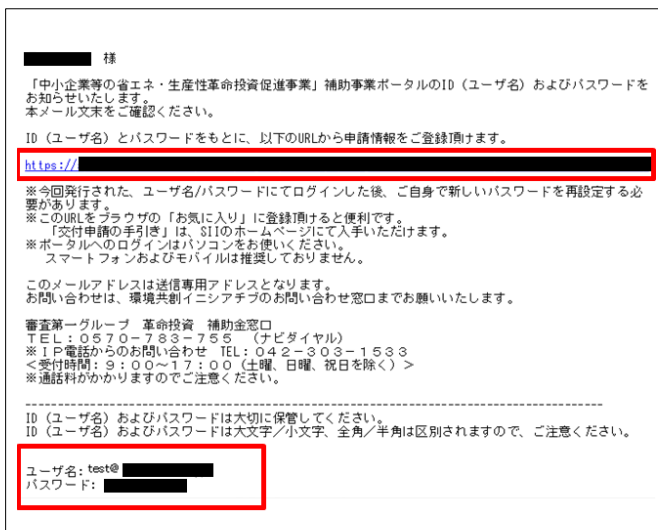 様
「中小企業等の省エネ・生産性革命投資促進事業」補助事業ポータルのID（ユーザ名）およびパスワードを
お知らせいたします。
本メール文末をご確認ください。
ID（ユーザ名）とパスワードをもとに、以下のURLから申請情報をご登録頂けます。
https://
※今回発行された、ユーザ名/パスワードにてログインした後、ご自身で新しいパスワードを再設定する必
要があります。
※このURLをブラウザの「お気に入り」に登録頂けると便利です。
「交付申請の手引き」は、SIIのホームページにて入手いただけます。
※ポータルへのログインはパソコンをお使いください。
スマートフォンおよびモバイルは推奨しておりません。
このメールアドレスは送信専用アドレスとなります。
お問い合わせは、環境共創イニシアチブのお問い合わせ窓口までお願いいたします。
審査第一グループ　革命投資　補助金窓口
ＴＥＬ：０５７０－７８３－７５５　（ナビダイヤル）
※ＩＰ電話からのお問い合わせ　TEL：０４２－３０３－１５３３
＜受付時間：９：００～１７：００（土曜、日曜、祝日を除く）＞
※通話料がかかりますのでご注意ください。
ID（ユーザ名）およびパスワードは大切に保管してください。
ID（ユーザ名）およびパスワードは大文字／小文字、全角／半角は区別されますので、ご注意ください。
ユーザ名：test@
パスワード：